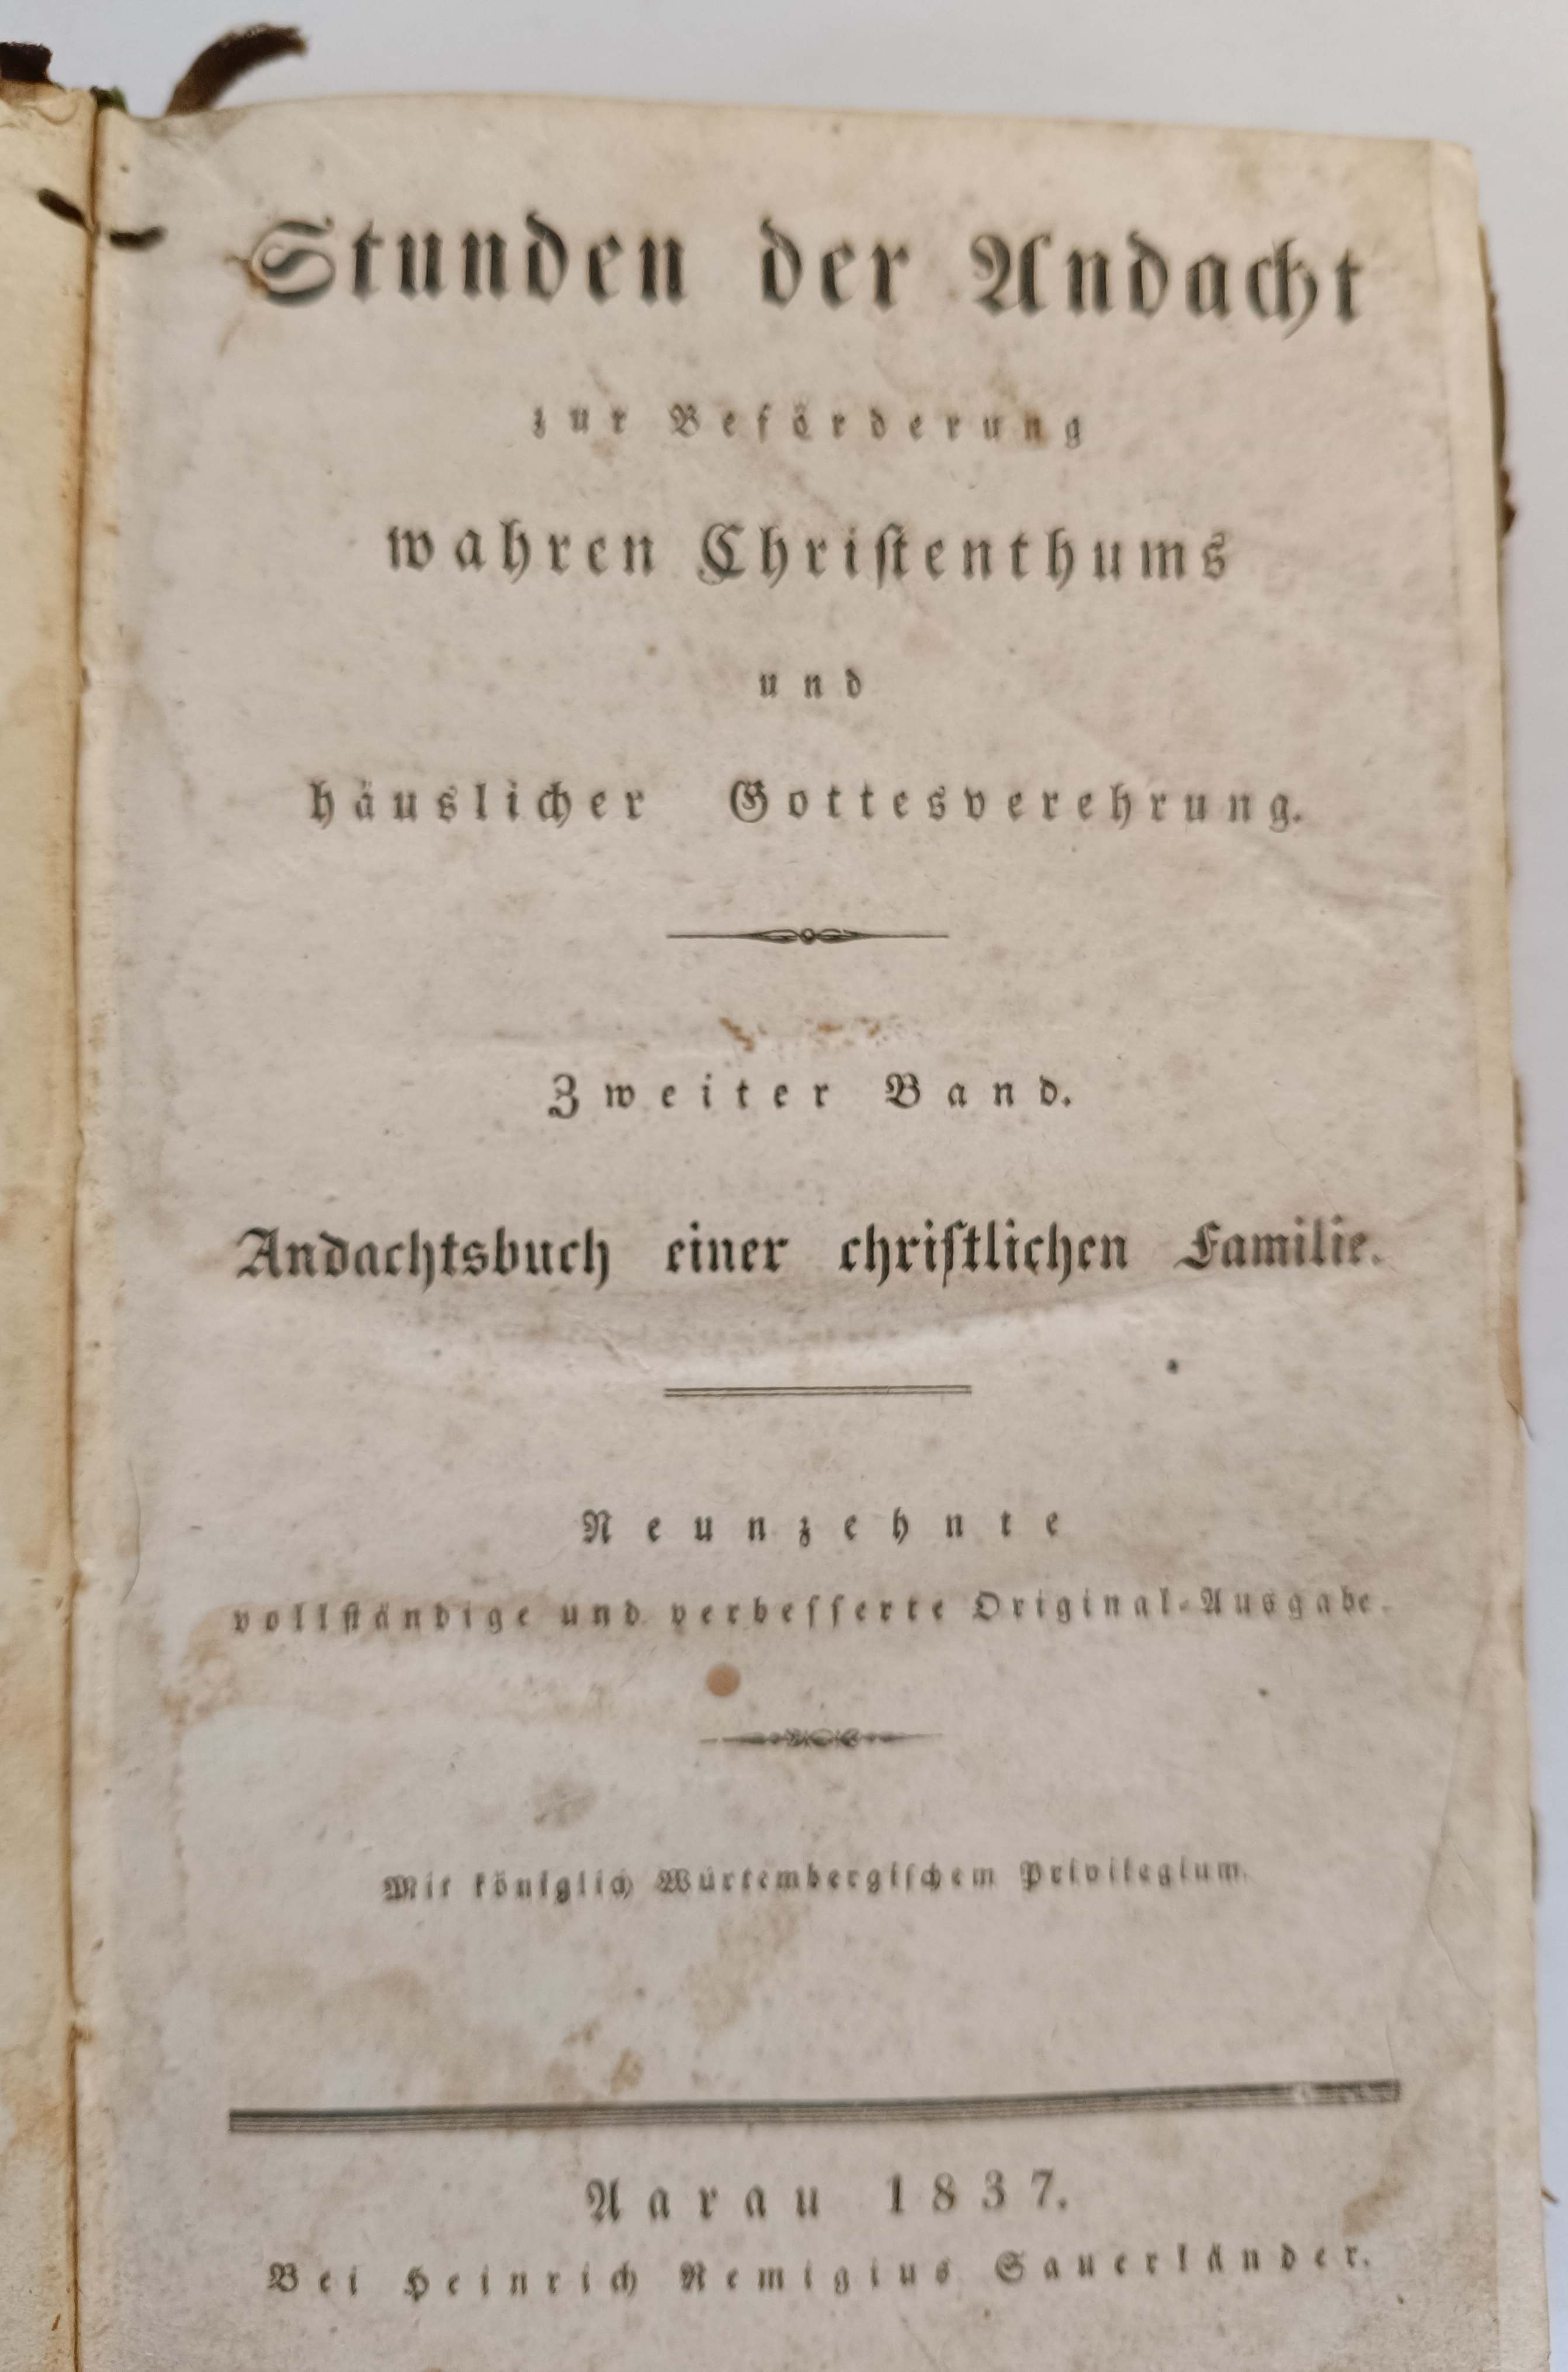 Stunden der Andacht
zur Beförderung
wahren Chriſtenthums
und
häuslicher Gottesverehrung.
Zweiter Band.
Andachtsbuch einer chriſtlichen Familie.
Neunzehnte
vollſtändige und verbeſſerte Original-Ausgabe.
Mit königlich Würtembergiſchem Privilegium.
Aarau 1837.
Bei Heinrich Remigius Sauerländer.